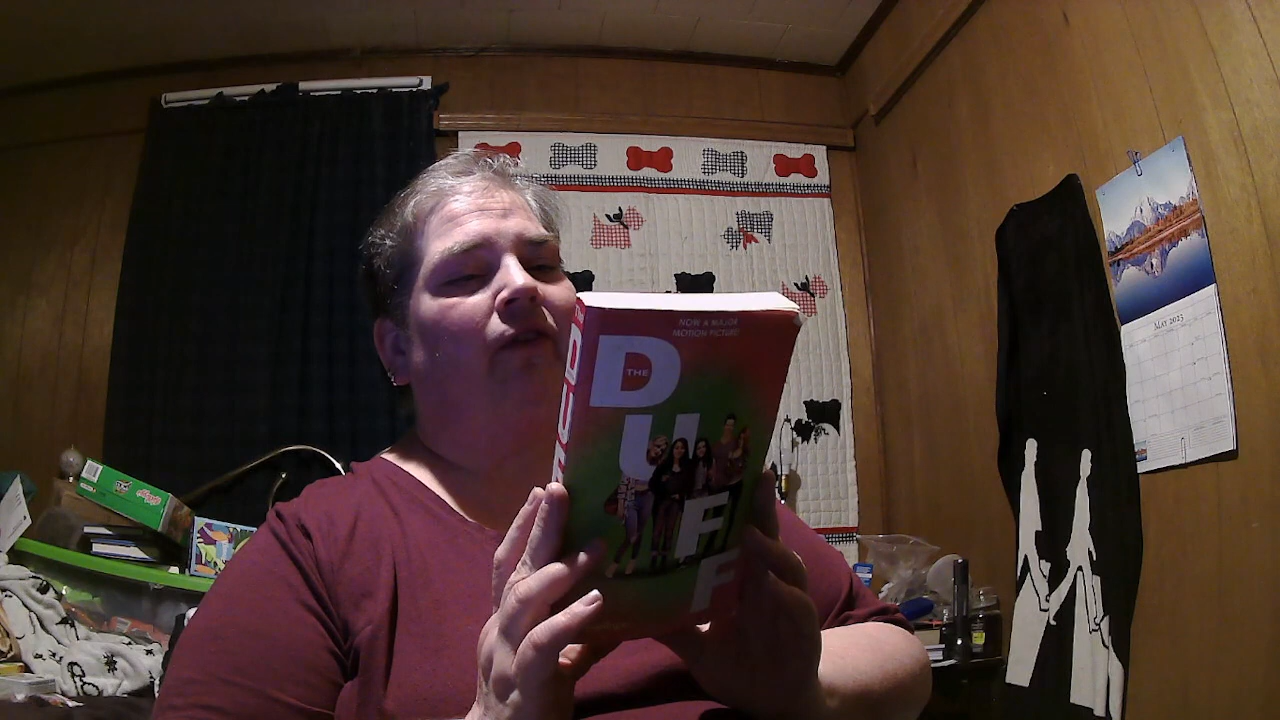 NOW A MAJOR
MOTION PICTURE
THE
D
U
F
F
MAY 2023